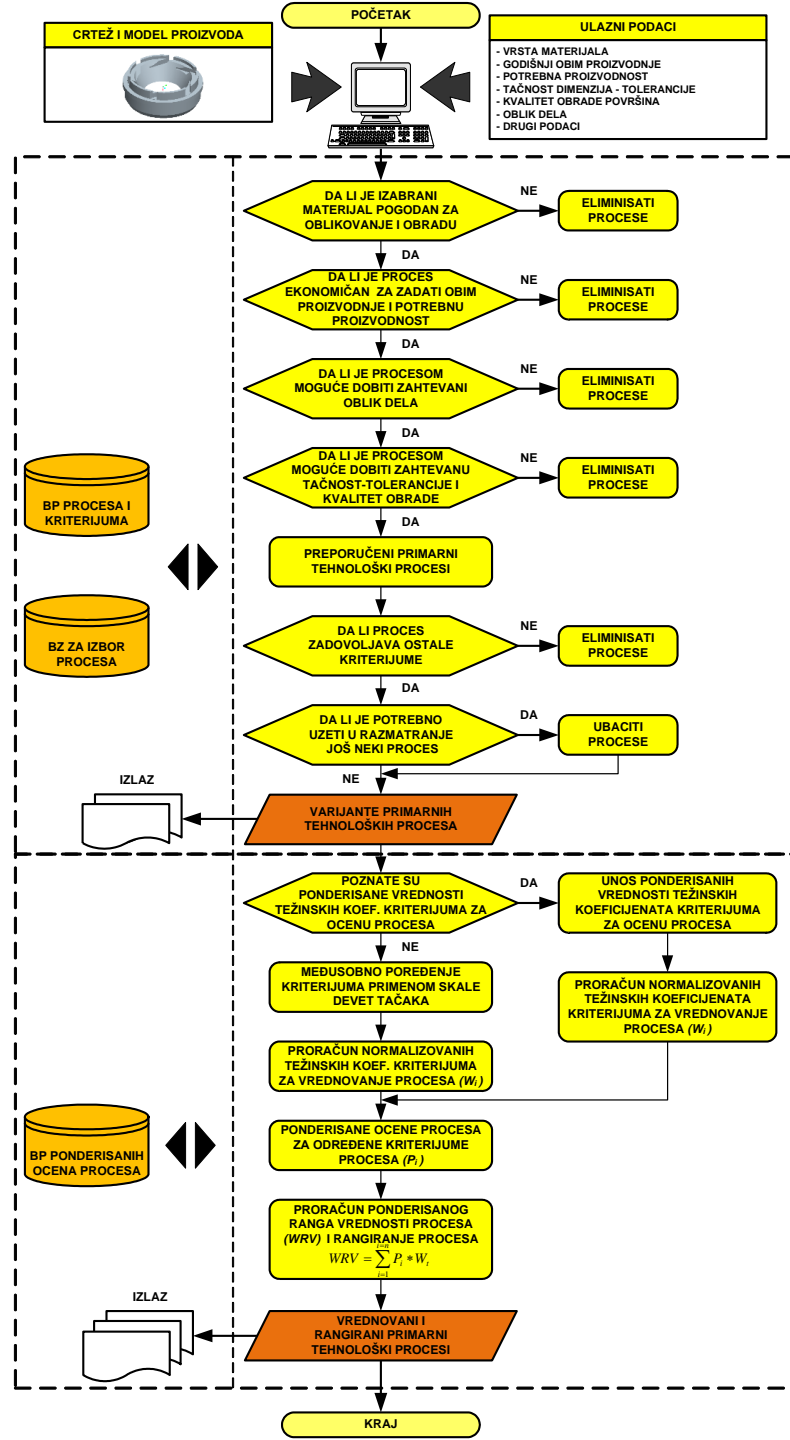 POČETAK
CRTEŽ I MODEL PROIZVODA
ULAZNI PODACI
- VRSTA MATERIJALA
- GODIŠNJI OBIM PROIZVODNJE
- POTREBNA PROIZVODNOST
- TAČNOST DIMENZIJA - TOLERANCIJE
- KVALITET OBRADE POVRŠINA
- OBLIK DELA
- DRUGI PODACI
DA LI JE IZABRANI
MATERIJAL POGODAN ZA
OBLIKOVANJE I OBRADU
NE
ELIMINISATI
PROCESE
DA
DA LI JE PROCES
EKONOMIČAN ZA ZADATI OBIM
PROIZVODNJE I POTREBNU
PROIZVODNOST
NE
ELIMINISATI
PROCESE
DA
DA LI JE PROCESOM
MOGUĆE DOBITI ZAHTEVANI
OBLIK DELA
NE
ELIMINISATI
PROCESE
DA
DA LI JE PROCESOM
MOGUĆE DOBITI ZAHTEVANU
TAČNOST-TOLERANCIJE I
KVALITET OBRADE
NE
ELIMINISATI
PROCESE
DA
BP PROCESA I
KRITERIJUMA
PREPORUČENI PRIMARNI
TEHNOLOŠKI PROCESI
BZ ZA IZBOR
PROCESA
DA LI PROCES
ZADOVOLJAVA OSTALE
KRITERIJUME
NE
ELIMINISATI
PROCESE
DA
DA LI JE POTREBNO
UZETI U RAZMATRANJE
JOŠ NEKI PROCES
DA
UBACITI
PROCESE
NE
IZLAZ
VARIJANTE PRIMARNIH
TEHNOLOŠKIH PROCESA
POZNATE SU
PONDERISANE VREDNOSTI
TEŽINSKIH KOEF. KRITERIJUMA ZA
OCENU PROCESA
DA
UNOS PONDERISANIH
VREDNOSTI TEŽINSKIH
KOEFICIJENATA KRITERIJUMA
ZA OCENU PROCESA
NE
MEĐUSOBNO POREĐENJE
KRITERIJUMA PRIMENOM SKALE
DEVET TAČAKA
PRORAČUN NORMALIZOVANIH
TEŽINSKIH KOEFICIJENATA
KRITERIJUMA ZA VREDNOVANJE
PROCESA (Wᵢ)
PRORAČUN NORMALIZOVANIH
TEŽINSKIH KOEF. KRITERIJUMA
ZA VREDNOVANJE PROCESA (Wᵢ)
BP PONDERISANIH
OCENA PROCESA
PONDERISANE OCENE PROCESA
ZA ODREĐENE KRITERIJUME
PROCESA (Pᵢ)
PRORAČUN PONDERISANOG
RANGA VREDNOSTI PROCESA
(WRV) I RANGIRANJE PROCESA
i=n
WRV = ∑ Pᵢ * Wₜ
i=1
IZLAZ
VREDNOVANI I
RANGIRANI PRIMARNI
TEHNOLOŠKI PROCESI
KRAJ